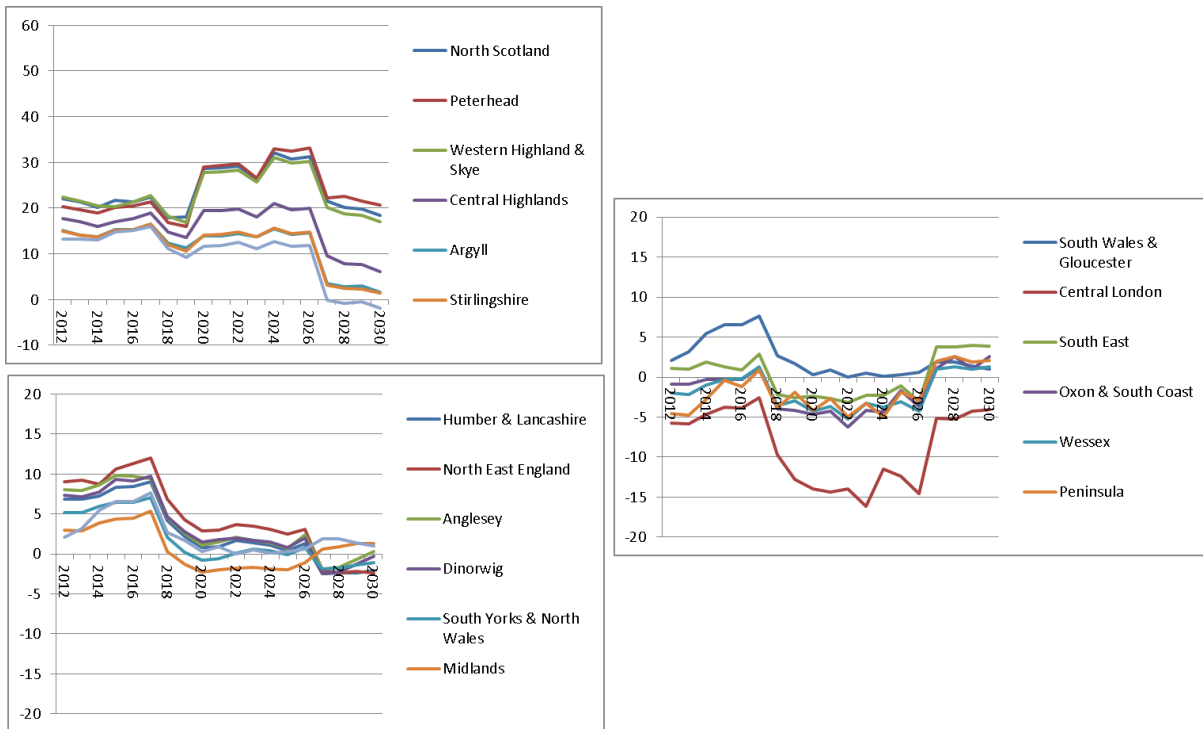 60
50
40
30
20
10
0
-10
2012
2014
2016
2018
2020
2022
2024
2026
2028
2030
North Scotland
Peterhead
Western Highland &
Skye
Central Highlands
Argyll
Stirlingshire
20
15
10
5
0
-5
-10
-15
-20
2012
2014
2016
2018
2020
2022
2024
2026
2028
2030
Humber & Lancashire
North East England
Anglesey
Dinorwig
South Yorks & North
Wales
Midlands
20
15
10
5
0
-5
-10
-15
-20
2012
2014
2016
2018
2020
2022
2024
2026
2028
2030
South Wales &
Gloucester
Central London
South East
Oxon & South Coast
Wessex
Peninsula